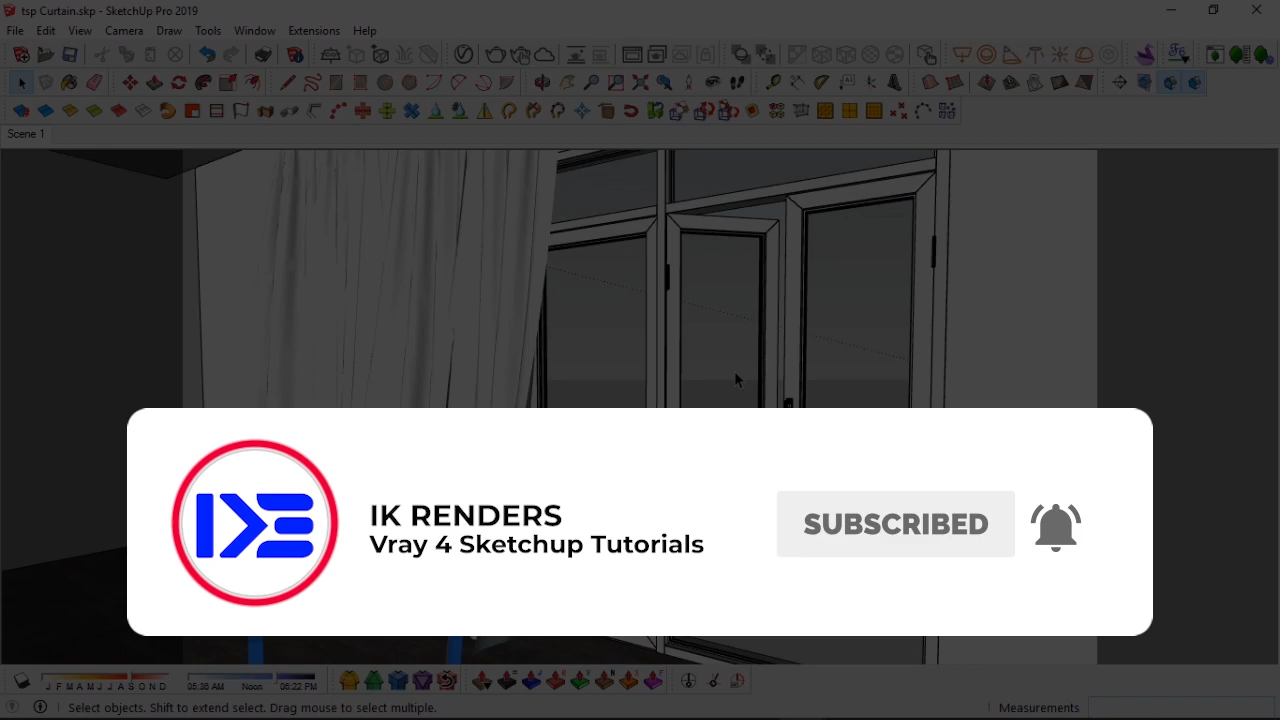 tsp Curtain.skp - SketchUp Pro 2019
File Edit View Camera Draw Tools Window Extensions Help
Scene 1
IK RENDERS
Vray 4 Sketchup Tutorials
SUBSCRIBED
J F M A M J J A S O N D
05:36 AM Noon 06:22 PM
Select objects. Shift to extend select. Drag mouse to select multiple.
Measurements